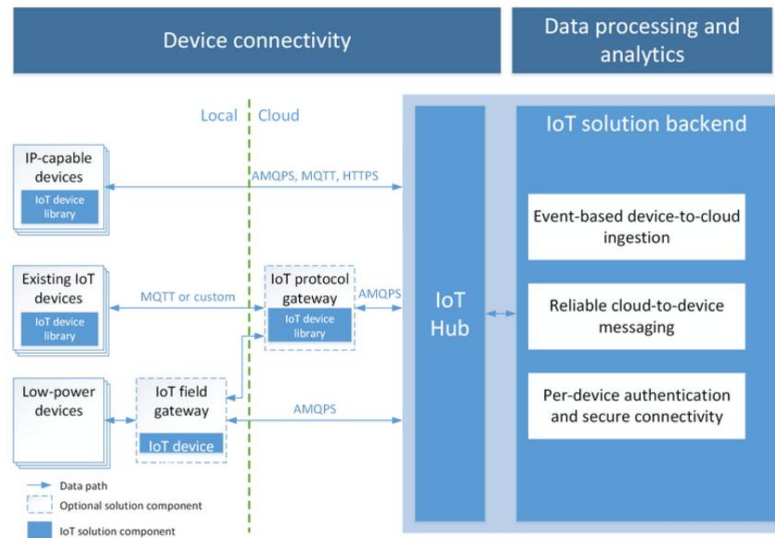 Device connectivity
Data processing and
analytics
Local
Cloud
IoT solution backend
IP-capable
devices
IoT device
library
AMQPS, MQTT, HTTPS
Event-based device-to-cloud
ingestion
Existing IoT
devices
IoT device
library
MQTT or custom
IoT protocol
gateway
IoT device
library
AMQPS
IoT
Hub
Reliable cloud-to-device
messaging
Low-power
devices
IoT field
gateway
IoT device
AMQPS
Per-device authentication
and secure connectivity
Data path
Optional solution component
IoT solution component